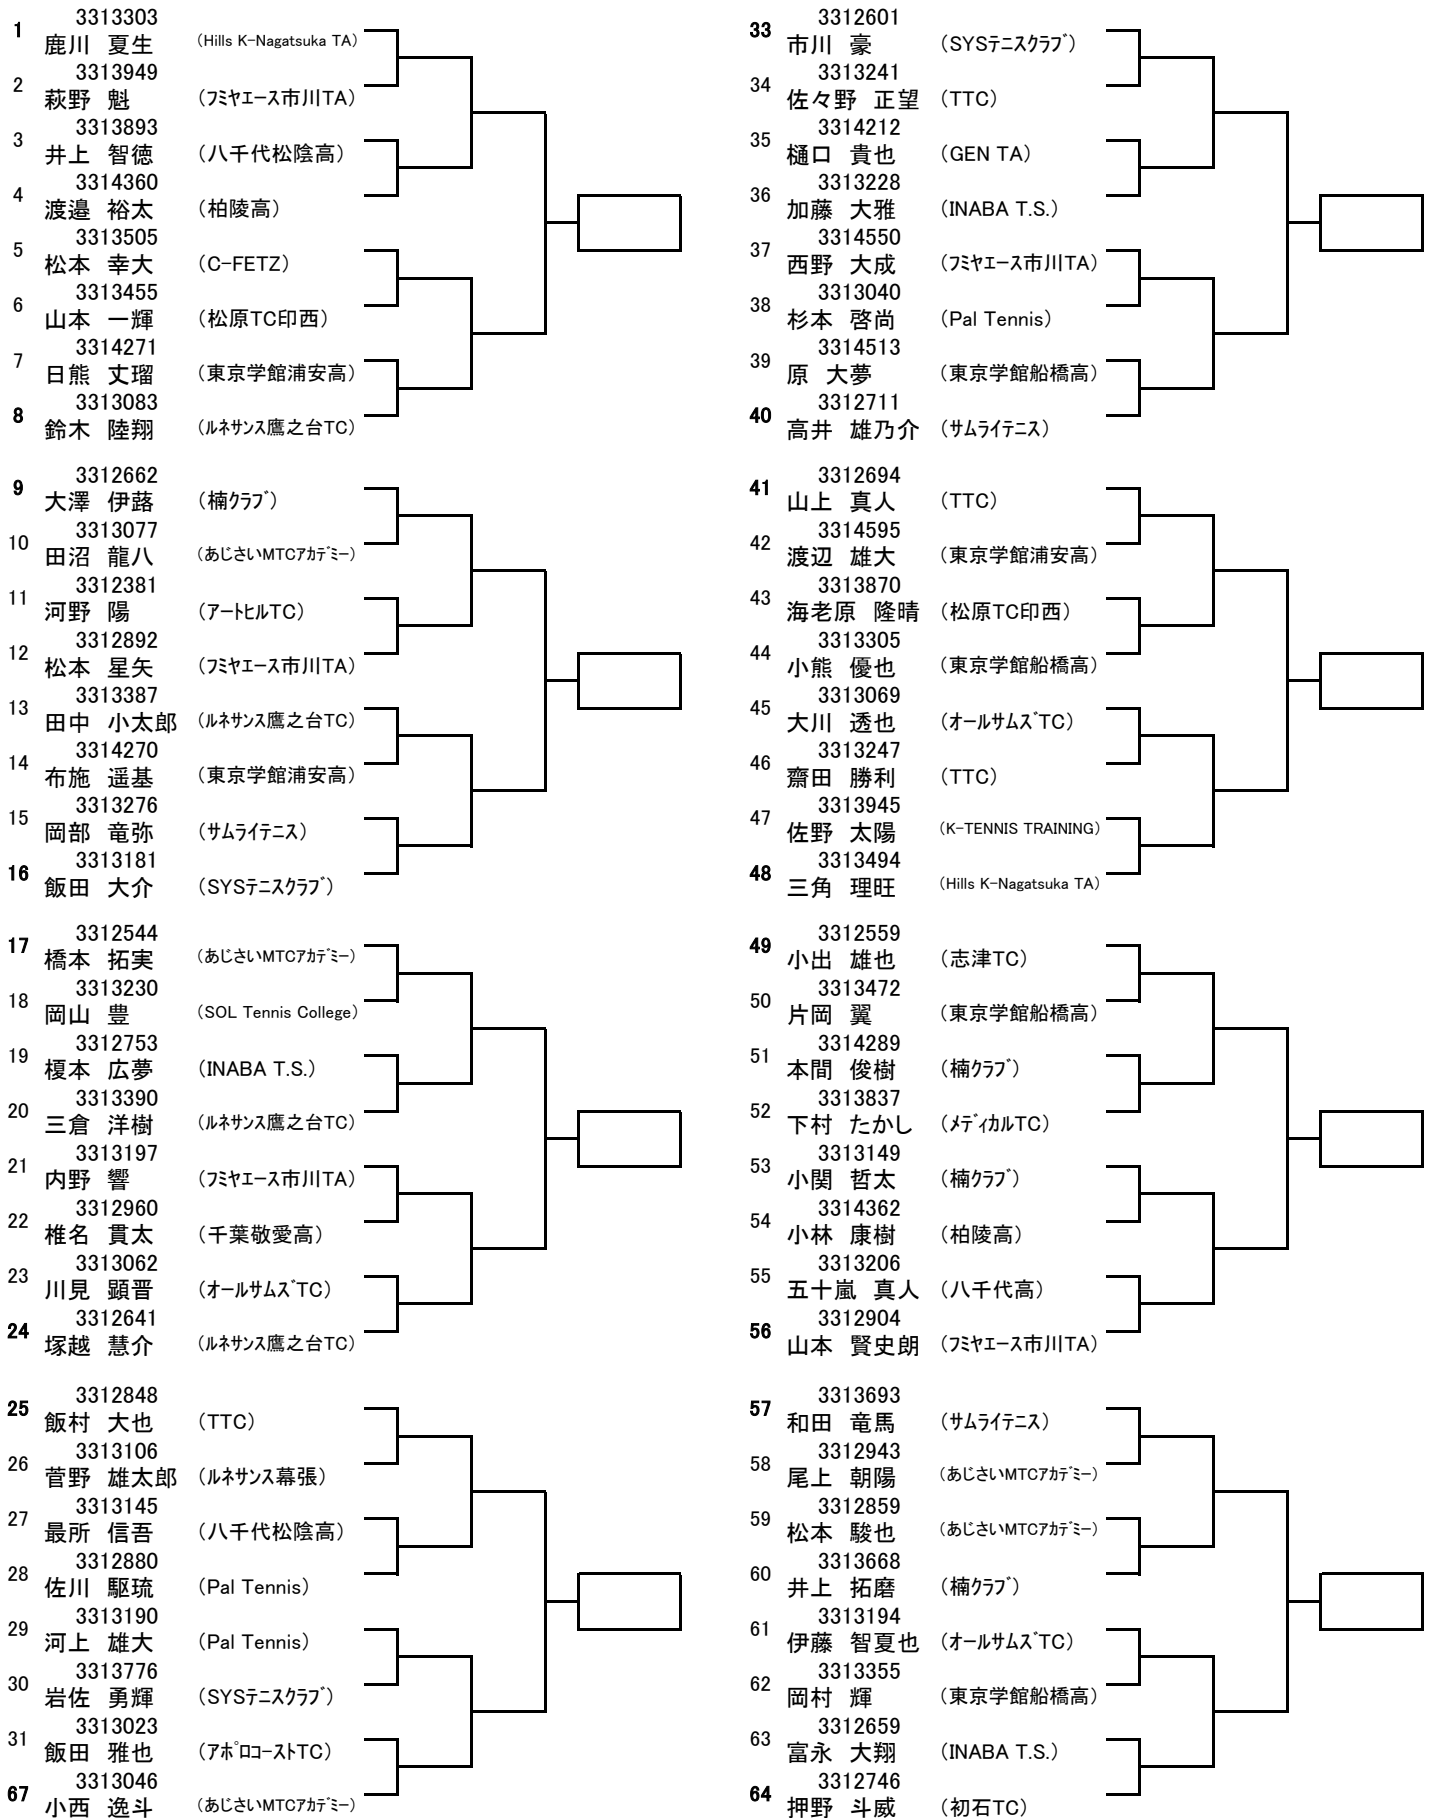 3313303
1 鹿川 夏生 (Hills K-Nagatsuka TA)
3313949
2 萩野 魁 (フミヤエース市川TA)
3313893
3 井上 智徳 (八千代松陰高)
3314360
4 渡邉 裕太 (柏陵高)
3313505
5 松本 幸大 (C-FETZ)
3313455
6 山本 一輝 (松原TC印西)
3314271
7 日熊 丈瑠 (東京学館浦安高)
3313083
8 鈴木 陸翔 (ルネサンス鷹之台TC)
3312662
9 大澤 伊蕗 (楠クラブ)
3313077
10 田沼 龍八 (あじさいMTCアカデミー)
3312381
11 河野 陽 (アートヒルTC)
3312892
12 松本 星矢 (フミヤエース市川TA)
3313387
13 田中 小太郎 (ルネサンス鷹之台TC)
3314270
14 布施 遥基 (東京学館浦安高)
3313276
15 岡部 竜弥 (サムライテニス)
3313181
16 飯田 大介 (SYSテニスクラブ)
3312544
17 橋本 拓実 (あじさいMTCアカデミー)
3313230
18 岡山 豊 (SOL Tennis College)
3312753
19 榎本 広夢 (INABA T.S.)
3313390
20 三倉 洋樹 (ルネサンス鷹之台TC)
3313197
21 内野 響 (フミヤエース市川TA)
3312960
22 椎名 貫太 (千葉敬愛高)
3313062
23 川見 顕晋 (オールサムズTC)
3312641
24 塚越 慧介 (ルネサンス鷹之台TC)
3312848
25 飯村 大也 (TTC)
3313106
26 菅野 雄太郎 (ルネサンス幕張)
3313145
27 最所 信吾 (八千代松陰高)
3312880
28 佐川 駆琉 (Pal Tennis)
3313190
29 河上 雄大 (Pal Tennis)
3313776
30 岩佐 勇輝 (SYSテニスクラブ)
3313023
31 飯田 雅也 (アポロコーストTC)
3313046
67 小西 逸斗 (あじさいMTCアカデミー)
3312601
33 市川 豪 (SYSテニスクラブ)
3313241
34 佐々野 正望 (TTC)
3314212
35 樋口 貴也 (GEN TA)
3313228
36 加藤 大雅 (INABA T.S.)
3314550
37 西野 大成 (フミヤエース市川TA)
3313040
38 杉本 啓尚 (Pal Tennis)
3314513
39 原 大夢 (東京学館船橋高)
3312711
40 高井 雄乃介 (サムライテニス)
3312694
41 山上 真人 (TTC)
3314595
42 渡辺 雄大 (東京学館浦安高)
3313870
43 海老原 隆晴 (松原TC印西)
3313305
44 小熊 優也 (東京学館船橋高)
3313069
45 大川 透也 (オールサムズTC)
3313247
46 齋田 勝利 (TTC)
3313945
47 佐野 太陽 (K-TENNIS TRAINING)
3313494
48 三角 理旺 (Hills K-Nagatsuka TA)
3312559
49 小出 雄也 (志津TC)
3313472
50 片岡 翼 (東京学館船橋高)
3314289
51 本間 俊樹 (楠クラブ)
3313837
52 下村 たかし (メディカルTC)
3313149
53 小関 哲太 (楠クラブ)
3314362
54 小林 康樹 (柏陵高)
3313206
55 五十嵐 真人 (八千代高)
3312904
56 山本 賢史朗 (フミヤエース市川TA)
3313693
57 和田 竜馬 (サムライテニス)
3312943
58 尾上 朝陽 (あじさいMTCアカデミー)
3312859
59 松本 駿也 (あじさいMTCアカデミー)
3313668
60 井上 拓磨 (楠クラブ)
3313194
61 伊藤 智夏也 (オールサムズTC)
3313355
62 岡村 輝 (東京学館船橋高)
3312659
63 富永 大翔 (INABA T.S.)
3312746
64 押野 斗威 (初石TC)